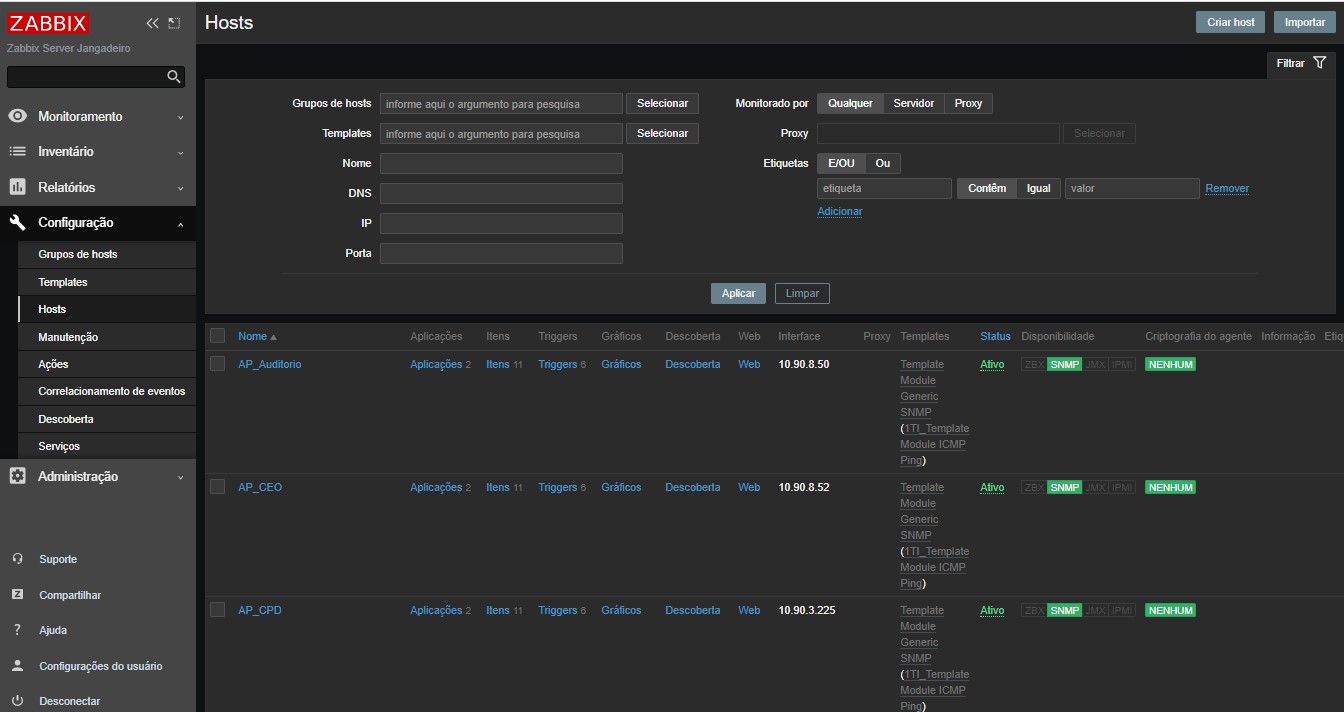 ZABBIX
Zabbix Server Jangadeiro
Monitoramento
Inventário
Relatórios
Configuração
Grupos de hosts
Templates
Hosts
Manutenção
Ações
Correlacionamento de eventos
Descoberta
Serviços
Administração
Suporte
Z Compartilhar
? Ajuda
Configurações do usuário
Desconectar
Hosts
Criar host Importar
Filtrar
Grupos de hosts informe aqui o argumento para pesquisa Selecionar
Templates informe aqui o argumento para pesquisa Selecionar
Nome
DNS
IP
Porta
Monitorado por Qualquer Servidor Proxy
Proxy Selecionar
Etiquetas E/OU Ou
etiqueta Contêm Igual valor Remover
Adicionar
Aplicar Limpar
Nome Aplicações Itens Triggers Gráficos Descoberta Web Interface Proxy Templates Status Disponibilidade Criptografia do agente Informação Etiq
AP_Auditorio Aplicações 2 Itens 11 Triggers 6 Gráficos Descoberta Web 10.90.8.50 Template Ativo ZBX SNMP JMX IPMI NENHUM
Module
Generic
SNMP
(1TI_Template
Module ICMP
Ping)
AP_CEO Aplicações 2 Itens 11 Triggers 6 Gráficos Descoberta Web 10.90.8.52 Template Ativo ZBX SNMP JMX IPMI NENHUM
Module
Generic
SNMP
(1TI_Template
Module ICMP
Ping)
AP_CPD Aplicações 2 Itens 11 Triggers 6 Gráficos Descoberta Web 10.90.3.225 Template Ativo ZBX SNMP JMX IPMI NENHUM
Module
Generic
SNMP
(1TI_Template
Module ICMP
Ping)